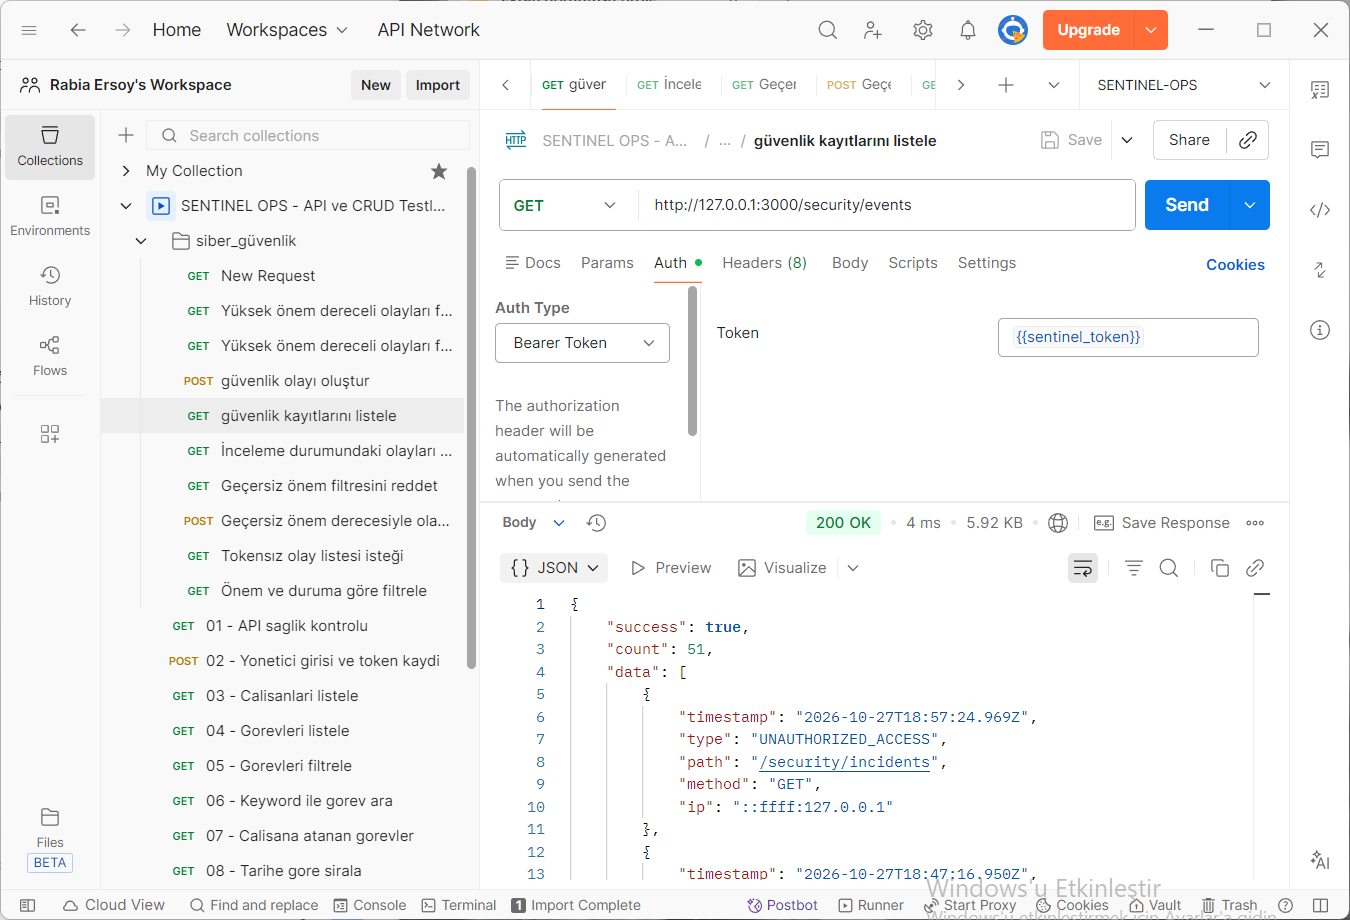 Home Workspaces API Network Upgrade
Rabia Ersoy's Workspace New Import
GET güver GET İncele GET Geçer POST Geçe GE SENTINEL-OPS
Collections
Environments
History
Flows
Files
BETA
Search collections
My Collection
SENTINEL OPS - API ve CRUD Testl...
siber_güvenlik
GET New Request
GET Yüksek önem dereceli olayları f...
GET Yüksek önem dereceli olayları f...
POST güvenlik olayı oluştur
GET güvenlik kayıtlarını listele
GET İnceleme durumundaki olayları ...
GET Geçersiz önem filtresini reddet
POST Geçersiz önem derecesiyle ola...
GET Tokensız olay listesi isteği
GET Önem ve duruma göre filtrele
GET 01 - API saglik kontrolu
POST 02 - Yonetici girisi ve token kaydi
GET 03 - Calisanlari listele
GET 04 - Gorevleri listele
GET 05 - Gorevleri filtrele
GET 06 - Keyword ile gorev ara
GET 07 - Calisana atanan gorevler
GET 08 - Tarihe gore sirala
HTTP SENTINEL OPS - A... / ... / güvenlik kayıtlarını listele Save Share
GET http://127.0.0.1:3000/security/events Send
Docs Params Auth Headers (8) Body Scripts Settings Cookies
Auth Type
Bearer Token
The authorization
header will be
automatically generated
when you send the
Token {{sentinel_token}}
Body 200 OK 4 ms 5.92 KB e.g. Save Response
{} JSON Preview Visualize
1 {
2 "success": true,
3 "count": 51,
4 "data": [
5 {
6 "timestamp": "2026-10-27T18:57:24.969Z",
7 "type": "UNAUTHORIZED_ACCESS",
8 "path": "/security/incidents",
9 "method": "GET",
10 "ip": "::ffff:127.0.0.1"
11 },
12 {
13 "timestamp": "2026-10-27T18:47:16.950Z",
AI
Windows'u Etkinleştir
Windows'u etkinleştirmek için Ayarlar'a gidin
Cloud View Find and replace Console Terminal 1 Import Complete Postbot Runner Start Proxy Cookies Vault Trash